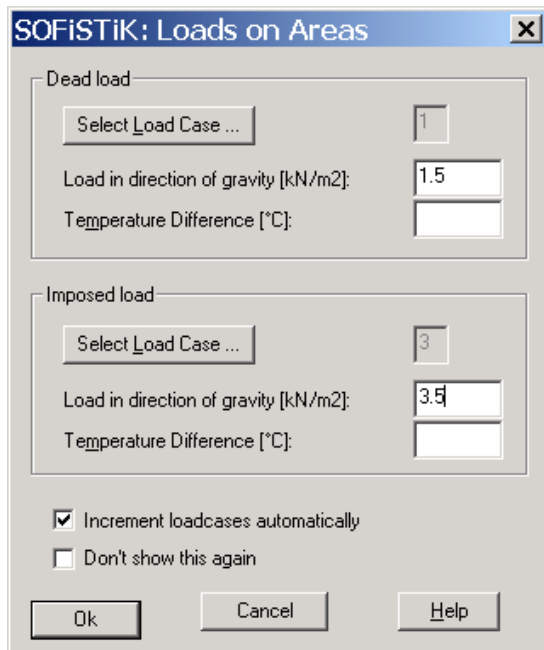 SOFiSTiK: Loads on Areas
Dead load
Select Load Case ... 1
Load in direction of gravity [kN/m2]: 1.5
Temperature Difference [°C]:
Imposed load
Select Load Case ... 3
Load in direction of gravity [kN/m2]: 3.5
Temperature Difference [°C]:
Increment loadcases automatically
Don't show this again
Ok Cancel Help